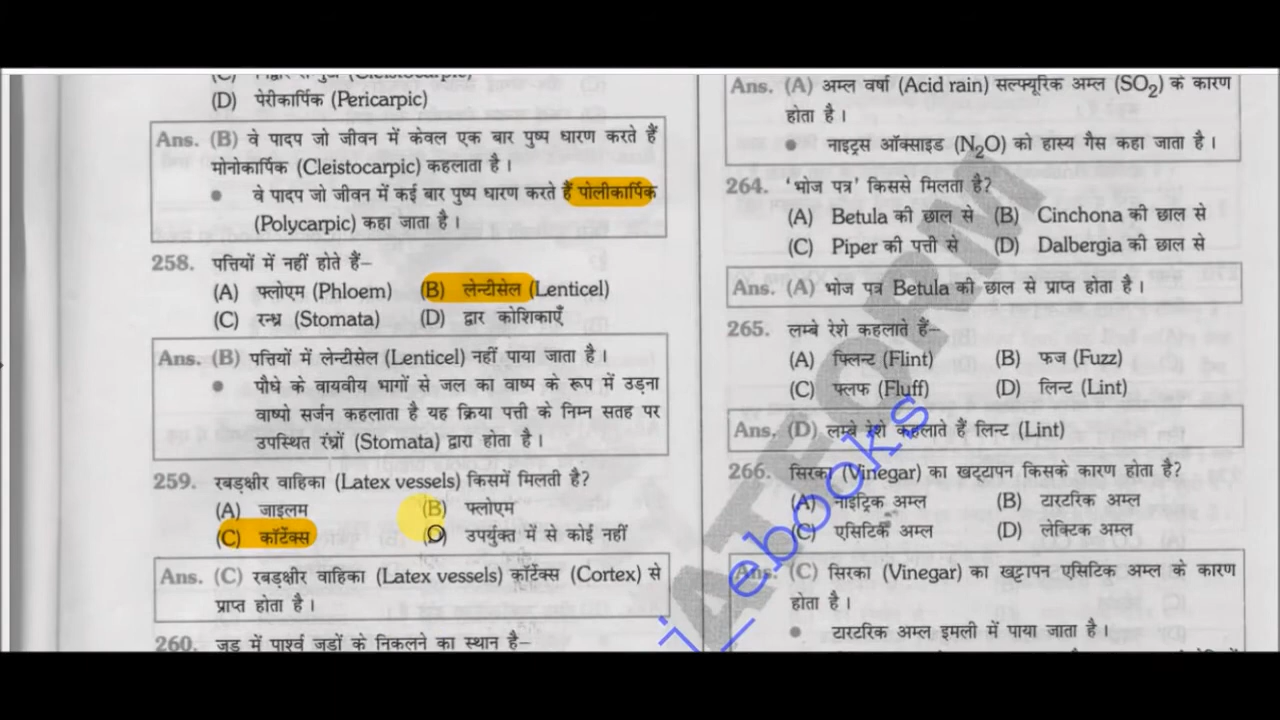 (D) पेरीकार्पिक (Pericarpic)
Ans. (B) वे पादप जो जीवन में केवल एक बार पुष्प धारण करते हैं
मोनोकार्पिक (Cleistocarpic) कहलाता है।
● वे पादप जो जीवन में कई बार पुष्प धारण करते हैं पोलीकार्पिक
(Polycarpic) कहा जाता है।
258. पत्तियों में नहीं होते हैं–
(A) फ्लोएम (Phloem) (B) लेन्टीसेल (Lenticel)
(C) रन्ध्र (Stomata) (D) द्वार कोशिकाएँ
Ans. (B) पत्तियों में लेन्टीसेल (Lenticel) नहीं पाया जाता है।
● पौधे के वायवीय भागों से जल का वाष्प के रूप में उड़ना
वाष्पो सर्जन कहलाता है यह क्रिया पत्ती के निम्न सतह पर
उपस्थित रंध्रों (Stomata) द्वारा होता है।
259. रबड़क्षीर वाहिका (Latex vessels) किसमें मिलती है?
(A) जाइलम (B) फ्लोएम
(C) कॉर्टेक्स (D) उपर्युक्त में से कोई नहीं
Ans. (C) रबड़क्षीर वाहिका (Latex vessels) कॉर्टेक्स (Cortex) से
प्राप्त होता है।
260. जड़ में पार्श्व जड़ों के निकलने का स्थान है–
Ans. (A) अम्ल वर्षा (Acid rain) सल्फ्यूरिक अम्ल (SO2) के कारण
होता है।
● नाइट्रस ऑक्साइड (N2O) को हास्य गैस कहा जाता है।
264. 'भोज पत्र' किससे मिलता है?
(A) Betula की छाल से (B) Cinchona की छाल से
(C) Piper की पत्ती से (D) Dalbergia की छाल से
Ans. (A) भोज पत्र Betula की छाल से प्राप्त होता है।
265. लम्बे रेशे कहलाते हैं–
(A) फ्लिन्ट (Flint) (B) फज (Fuzz)
(C) फ्लफ (Fluff) (D) लिन्ट (Lint)
Ans. (D) लम्बे रेशे कहलाते हैं लिन्ट (Lint)
266. सिरका (Vinegar) का खट्टापन किसके कारण होता है?
(A) नाइट्रिक अम्ल (B) टारटरिक अम्ल
(C) एसिटिक अम्ल (D) लेक्टिक अम्ल
Ans. (C) सिरका (Vinegar) का खट्टापन एसिटिक अम्ल के कारण
होता है।
● टारटरिक अम्ल इमली में पाया जाता है।
ATFORM
ebooks